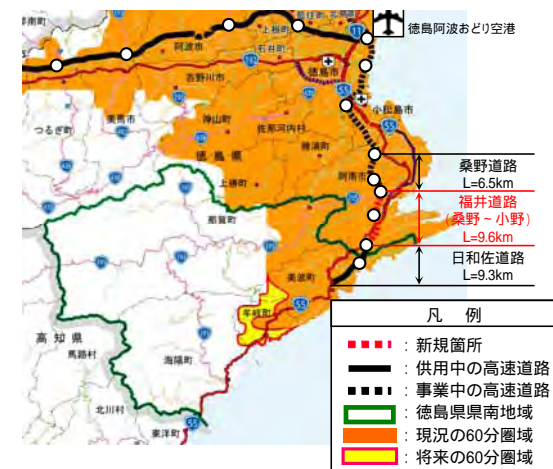 徳島阿波おどり空港
上板町
11
阿波市
石井町
192
徳島市
吉野川市
55
小松島市
美馬市
つるぎ町
神山町
佐那河内村
55
勝浦町
徳島県
上勝町
阿南市
那賀町
桑野道路
L=6.5km
福井道路
(桑野~小野)
L=9.6km
日和佐道路
L=9.3km
美波町
55
牟岐町
高知県
馬路村
海陽町
北川村
55
東洋町
凡 例
: 新規箇所
: 供用中の高速道路
: 事業中の高速道路
: 徳島県県南地域
: 現況の60分圏域
: 将来の60分圏域